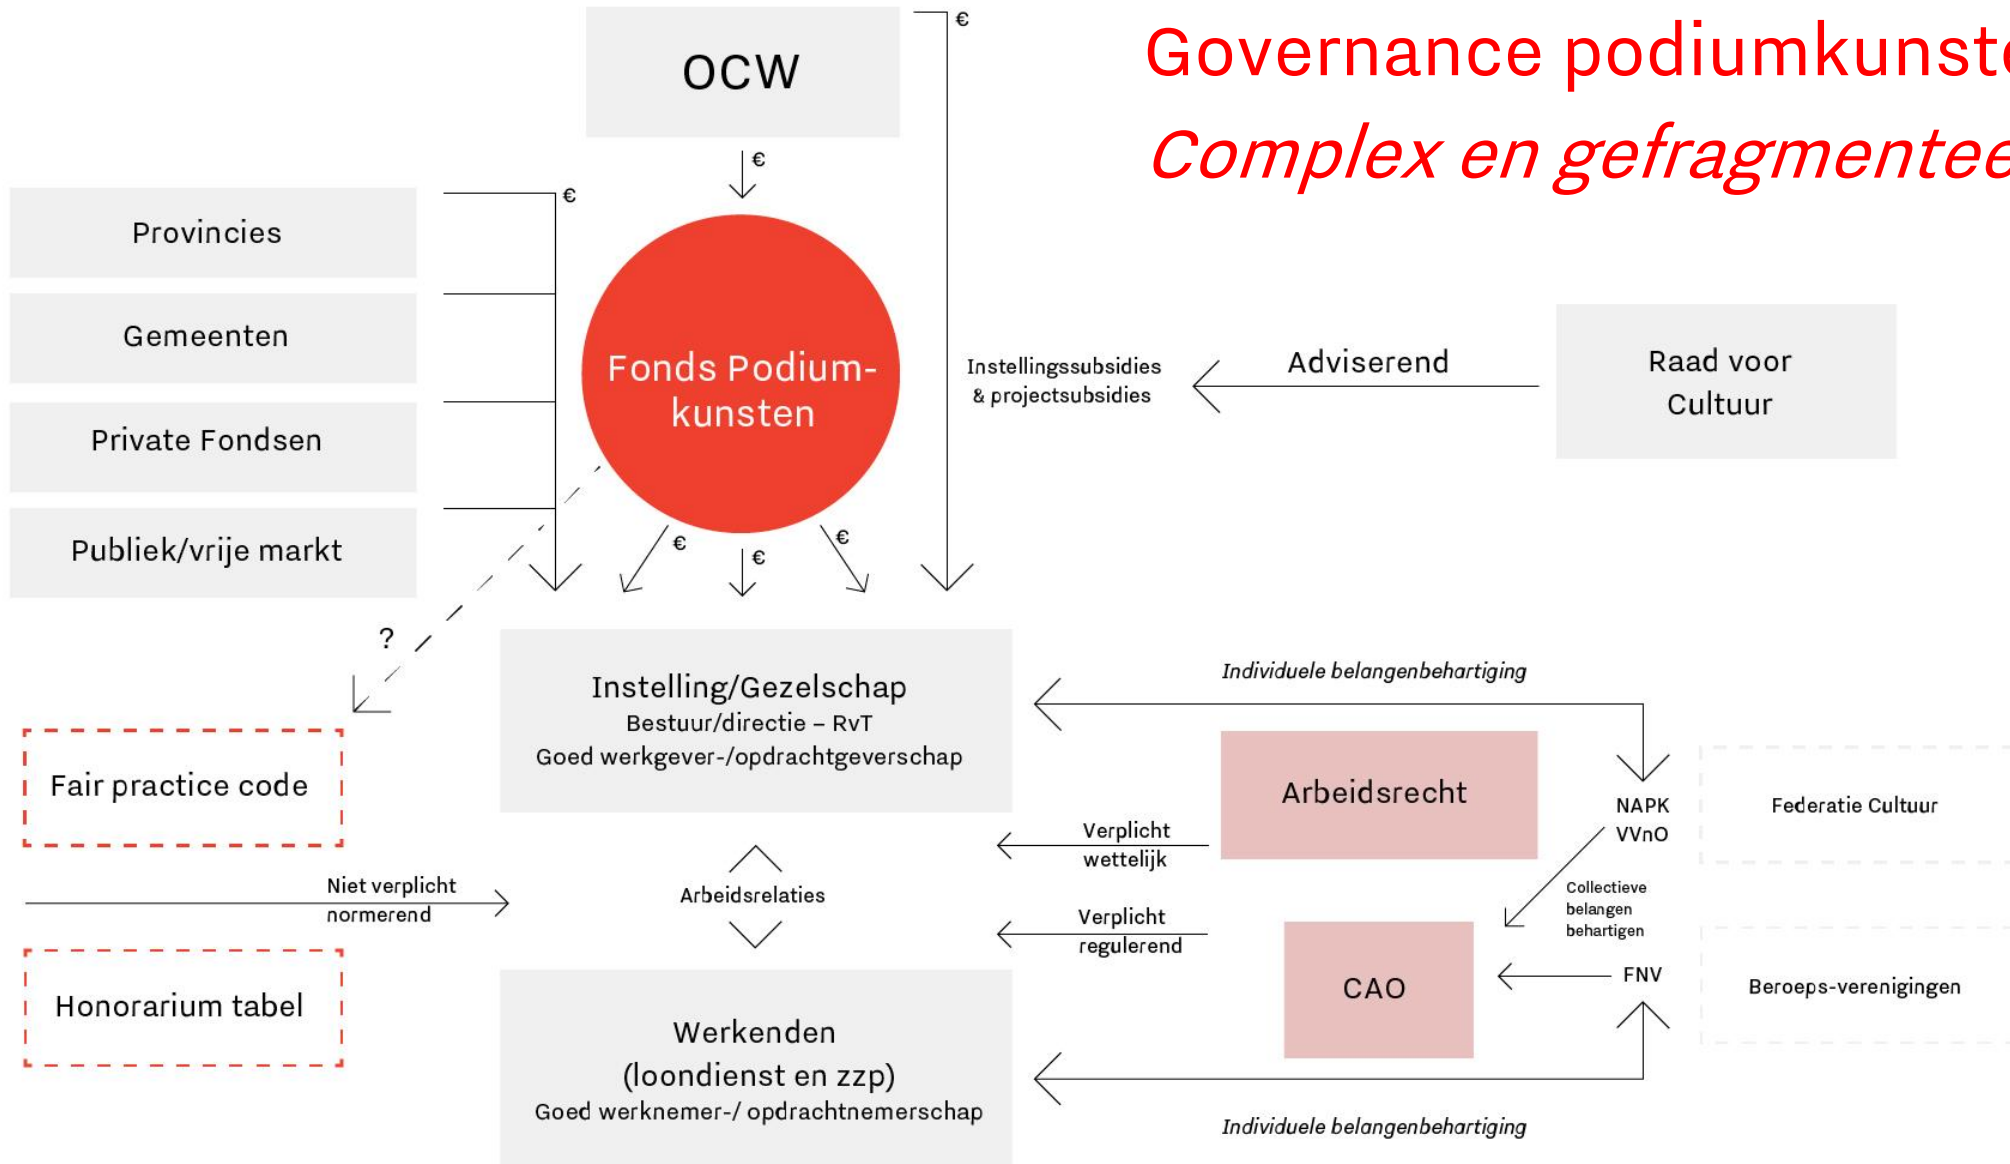 Governance podiumkunste
Complex en gefragmentee
OCW
€
€
€
Provincies
Gemeenten
Private Fondsen
Publiek/vrije markt
Fonds Podium-
kunsten
Instellingssubsidies
& projectsubsidies
Adviserend
Raad voor
Cultuur
€
€
€
?
Instelling/Gezelschap
Bestuur/directie – RvT
Goed werkgever-/opdrachtgeverschap
Individuele belangenbehartiging
Fair practice code
Arbeidsrecht
NAPK
VVnO
Federatie Cultuur
Verplicht
wettelijk
Niet verplicht
normerend
Arbeidsrelaties
Verplicht
regulerend
Collectieve
belangen
behartigen
Honorarium tabel
CAO
FNV
Beroeps-verenigingen
Werkenden
(loondienst en zzp)
Goed werknemer-/ opdrachtnemerschap
Individuele belangenbehartiging